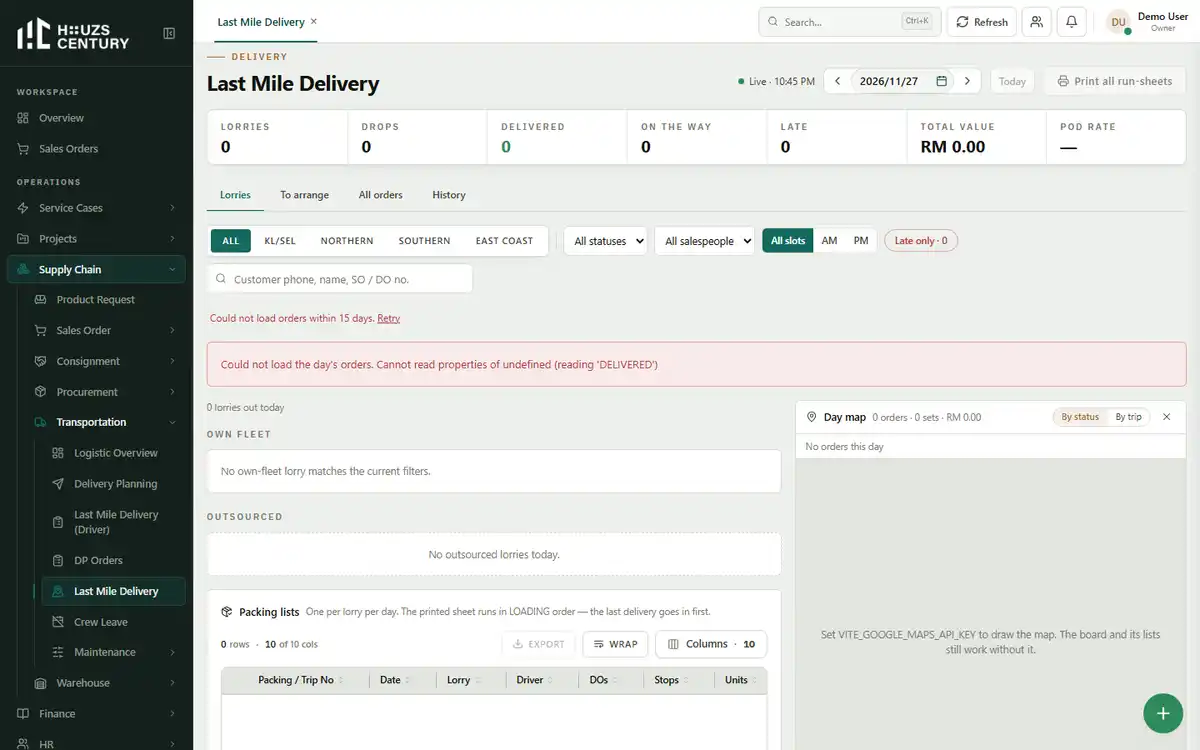 HOUZS
CENTURY
WORKSPACE
Overview
Sales Orders
OPERATIONS
Service Cases
Projects
Supply Chain
Product Request
Sales Order
Consignment
Procurement
Transportation
Logistic Overview
Delivery Planning
Last Mile Delivery
(Driver)
DP Orders
Last Mile Delivery
Crew Leave
Maintenance
Warehouse
Finance
HR
Last Mile Delivery ×
Search... Ctrl+K
Refresh
DU
Demo User
Owner
DELIVERY
Last Mile Delivery
Live · 10:45 PM
2026/11/27
Today
Print all run-sheets
LORRIES
0
DROPS
0
DELIVERED
0
ON THE WAY
0
LATE
0
TOTAL VALUE
RM 0.00
POD RATE
—
Lorries To arrange All orders History
ALL KL/SEL NORTHERN SOUTHERN EAST COAST
All statuses
All salespeople
All slots AM PM
Late only · 0
Customer phone, name, SO / DO no.
Could not load orders within 15 days. Retry
Could not load the day's orders. Cannot read properties of undefined (reading 'DELIVERED')
0 lorries out today
OWN FLEET
No own-fleet lorry matches the current filters.
OUTSOURCED
No outsourced lorries today.
Packing lists One per lorry per day. The printed sheet runs in LOADING order — the last delivery goes in first.
0 rows · 10 of 10 cols
EXPORT
WRAP
Columns · 10
Packing / Trip No Date Lorry Driver DOs Stops Units
Day map 0 orders · 0 sets · RM 0.00
By status By trip ×
No orders this day
Set VITE_GOOGLE_MAPS_API_KEY to draw the map. The board and its lists
still work without it.
+